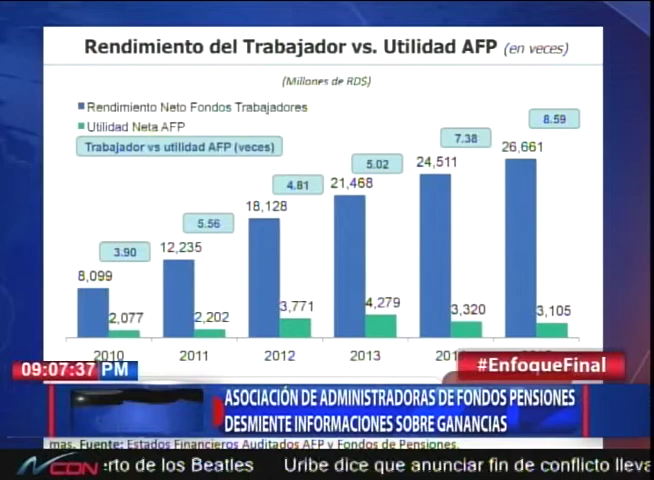 Rendimiento del Trabajador vs. Utilidad AFP (en veces)
(Millones de RD$)
Rendimiento Neto Fondos Trabajadores
Utilidad Neta AFP
Trabajador vs utilidad AFP (veces)
8.59
7.38
26,661
5.02
24,511
4.81
21,468
18,128
5.56
3.90
12,235
8,099
2,077
2,202
3,771
4,279
3,320
3,105
2010 2011 2012 2013
09:07:37 PM
#EnfoqueFinal
ASOCIACIÓN DE ADMINISTRADORAS DE FONDOS PENSIONES
DESMIENTE INFORMACIONES SOBRE GANANCIAS
mas. Fuente: Estados Financieros Auditados AFP y Fondos de Pensiones.
NCDN :rto de los Beatles Uribe dice que anunciar fin de conflicto lleva